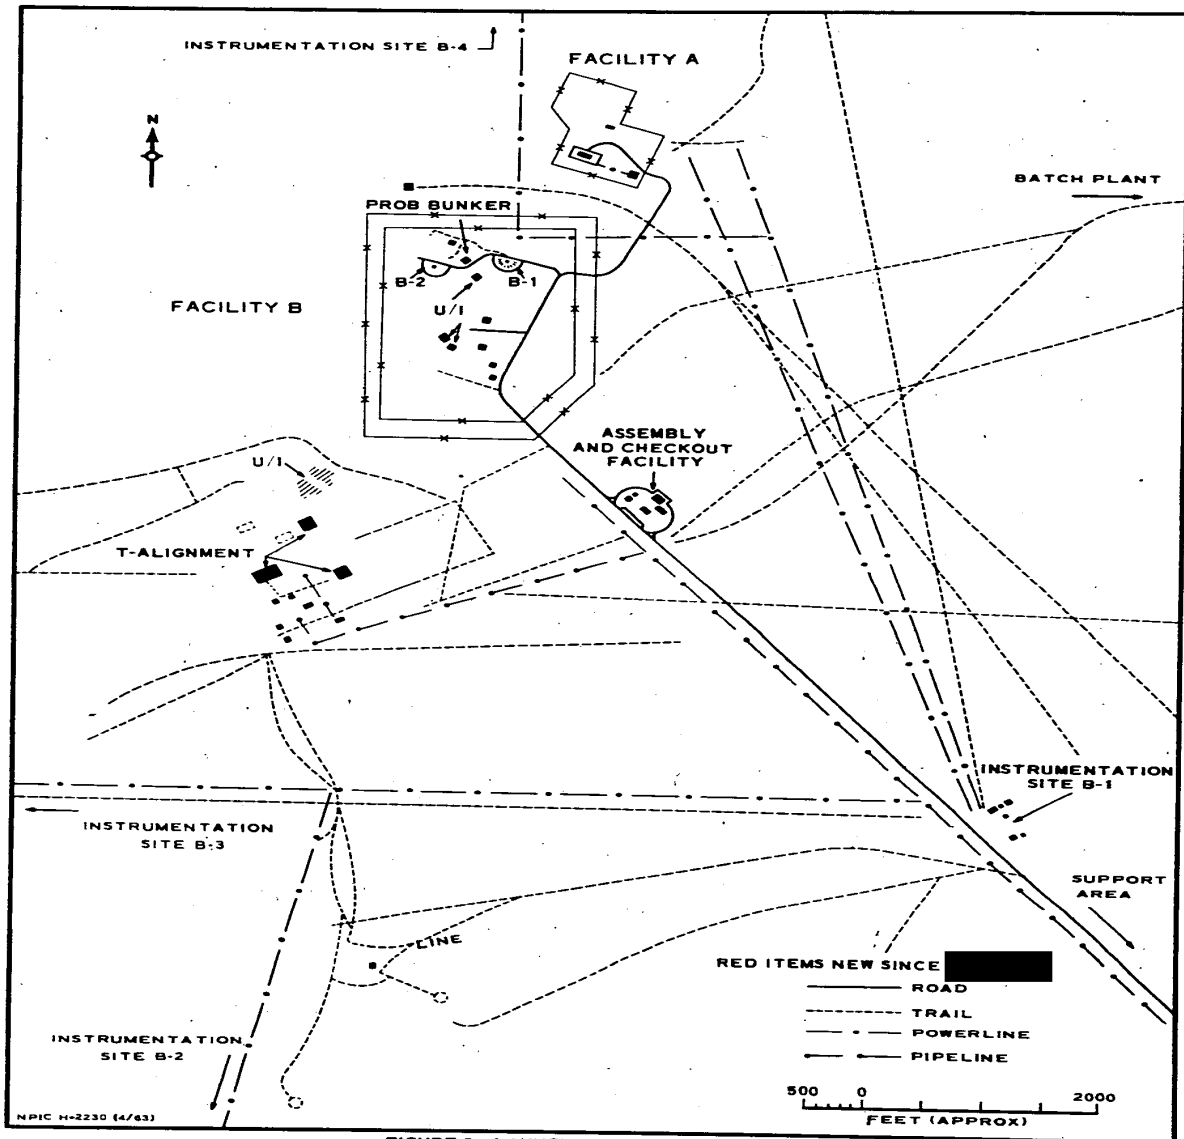 INSTRUMENTATION SITE B-4
FACILITY A
N
BATCH PLANT
PROB BUNKER
B-2
B-1
FACILITY B
U/I
ASSEMBLY
AND CHECKOUT
FACILITY
U/I
T-ALIGNMENT
INSTRUMENTATION
SITE B-1
INSTRUMENTATION
SITE B-3
SUPPORT
AREA
LINE
RED ITEMS NEW SINCE
ROAD
TRAIL
POWERLINE
PIPELINE
INSTRUMENTATION
SITE B-2
500 0 2000
FEET (APPROX)
NPIC H-2230 (4/63)